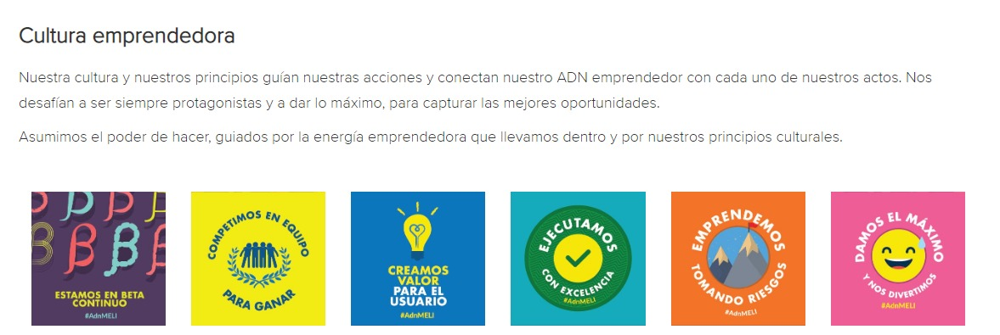 Cultura emprendedora
Nuestra cultura y nuestros principios guían nuestras acciones y conectan nuestro ADN emprendedor con cada uno de nuestros actos. Nos
desafían a ser siempre protagonistas y a dar lo máximo, para capturar las mejores oportunidades.
Asumimos el poder de hacer, guiados por la energía emprendedora que llevamos dentro y por nuestros principios culturales.
ESTAMOS EN BETA
CONTINUO
#AdnMELI
COMPETIMOS EN EQUIPO
PARA GANAR
CREAMOS
VALOR
PARA EL
USUARIO
#AdnMELI
EJECUTAMOS
CON EXCELENCIA
#AdnMELI
EMPRENDEMOS
TOMANDO RIESGOS
#AdnMELI
DAMOS EL MÁXIMO
Y NOS DIVERTIMOS
#AdnMELI